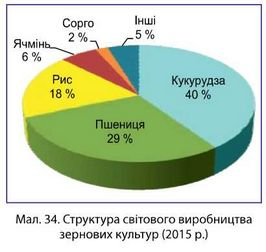 Сорго
2 %
Інші
5 %
Ячмінь
6 %
Рис
18 %
Кукурудза
40 %
Пшениця
29 %
Мал. 34. Структура світового виробництва
зернових культур (2015 р.)